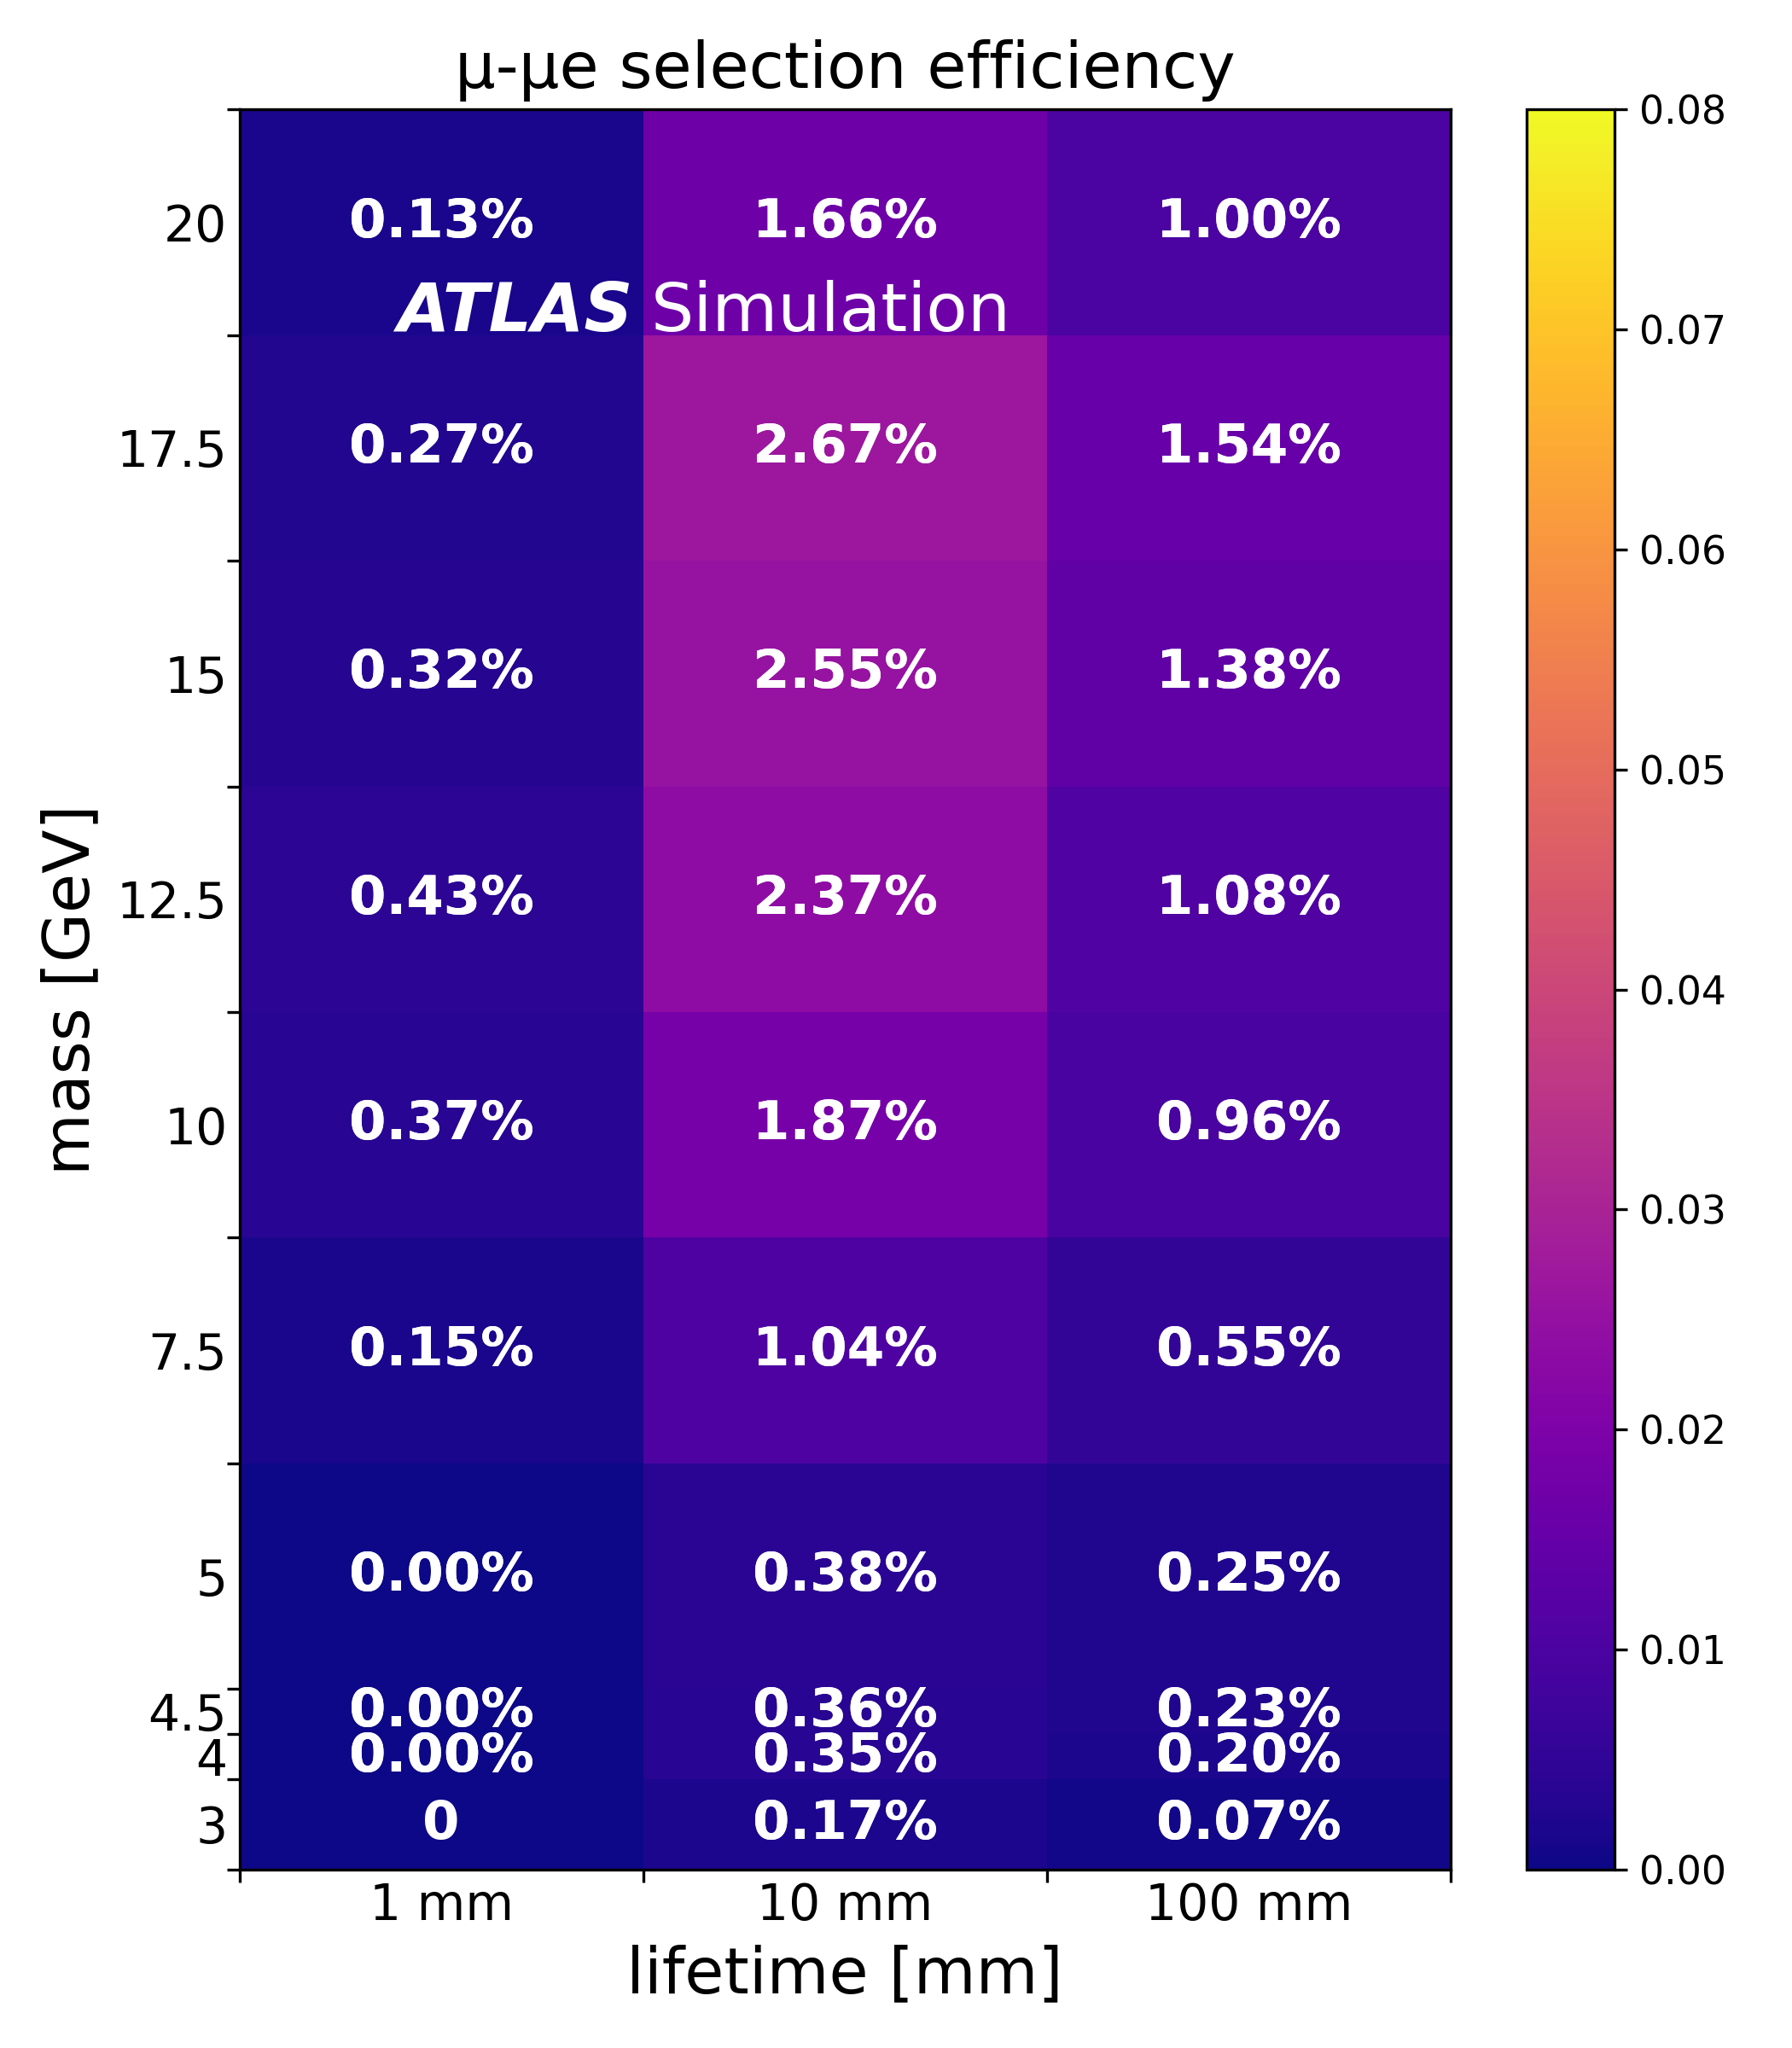 μ-μe selection efficiency
0.08
20 0.13% 1.66% 1.00%
ATLAS Simulation
0.07
17.5 0.27% 2.67% 1.54%
0.06
15 0.32% 2.55% 1.38%
0.05
12.5 0.43% 2.37% 1.08%
mass [GeV]
0.04
10 0.37% 1.87% 0.96%
0.03
7.5 0.15% 1.04% 0.55%
0.02
5 0.00% 0.38% 0.25%
0.01
4.5 0.00% 0.36% 0.23%
4 0.00% 0.35% 0.20%
3 0 0.17% 0.07%
0.00
1 mm 10 mm 100 mm
lifetime [mm]